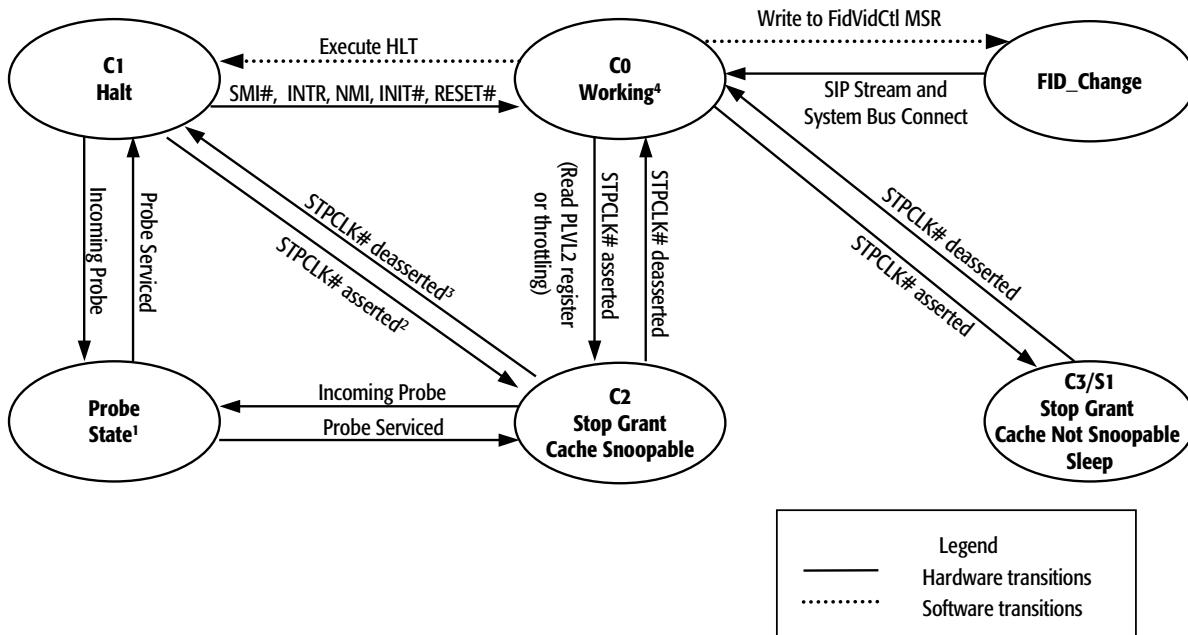 Execute HLT
Write to FidVidCtl MSR
C1
Halt
C0
Working⁴
FID_Change
SMI#, INTR, NMI, INIT#, RESET#
SIP Stream and
System Bus Connect
Incoming Probe
Probe Serviced
STPCLK# deasserted³
STPCLK# asserted²
(Read PLVL2 register
or throttling)
STPCLK# asserted
STPCLK# deasserted
STPCLK# deasserted
STPCLK# asserted
Probe
State¹
Incoming Probe
Probe Serviced
C2
Stop Grant
Cache Snoopable
C3/S1
Stop Grant
Cache Not Snoopable
Sleep
Legend
Hardware transitions
Software transitions